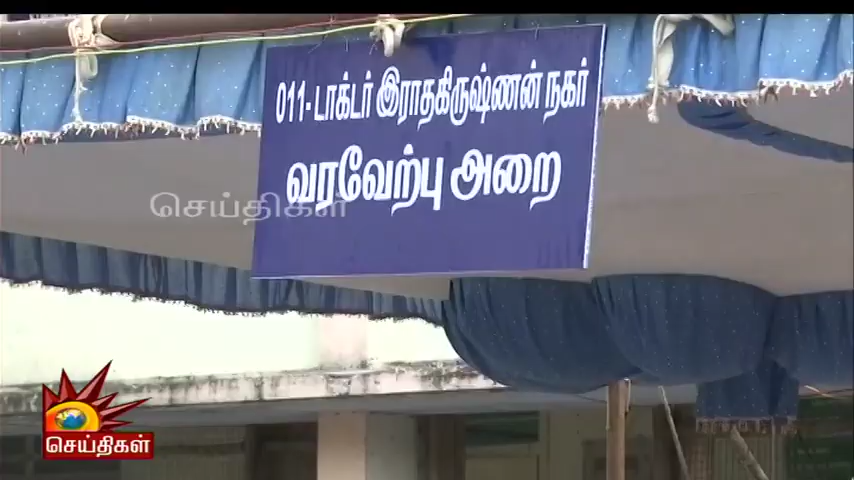 011- டாக்டர் இராதகிருஷ்ணன் நகர்
வரவேற்பு அறை
செய்திகள்
செய்திகள்